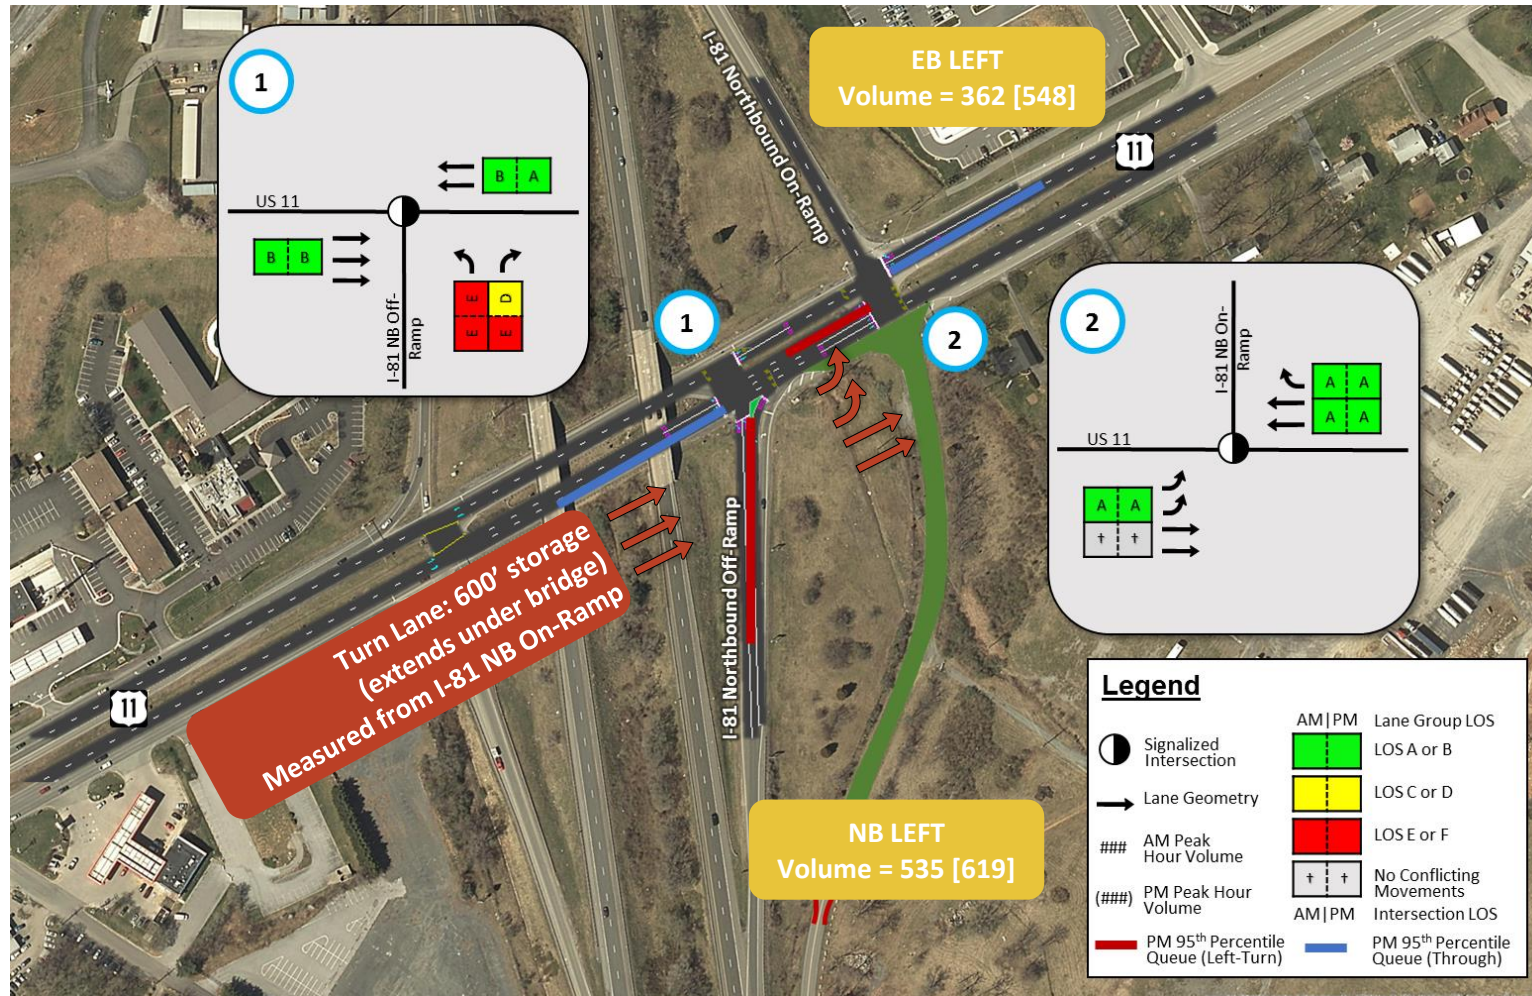 1
B A
US 11
B B
I-81 NB Off-
Ramp
E D
E E
I-81 Northbound On-Ramp
EB LEFT
Volume = 362 [548]
11
1
2
2
I-81 NB On-
Ramp
A A
A A
US 11
A A
† †
Turn Lane: 600’ storage
(extends under bridge)
Measured from I-81 NB On-Ramp
11
I-81 Northbound Off-Ramp
NB LEFT
Volume = 535 [619]
Legend
Signalized
Intersection
Lane Geometry
### AM Peak
Hour Volume
(###) PM Peak Hour
Volume
PM 95th Percentile
Queue (Left-Turn)
AM|PM Lane Group LOS
LOS A or B
LOS C or D
LOS E or F
† † No Conflicting
Movements
AM|PM Intersection LOS
PM 95th Percentile
Queue (Through)